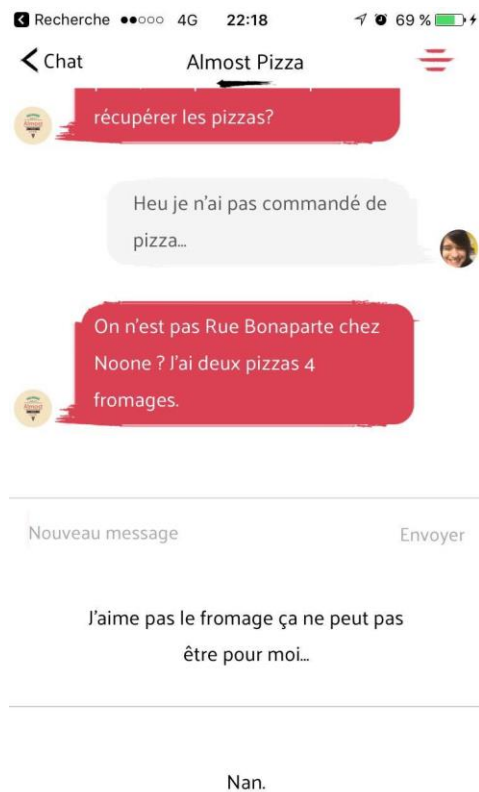 Recherche 4G 22:18 69 %
Chat Almost Pizza
récupérer les pizzas?
Heu je n'ai pas commandé de
pizza...
On n'est pas Rue Bonaparte chez
Noone ? J'ai deux pizzas 4
fromages.
Nouveau message Envoyer
J'aime pas le fromage ça ne peut pas
être pour moi...
Nan.